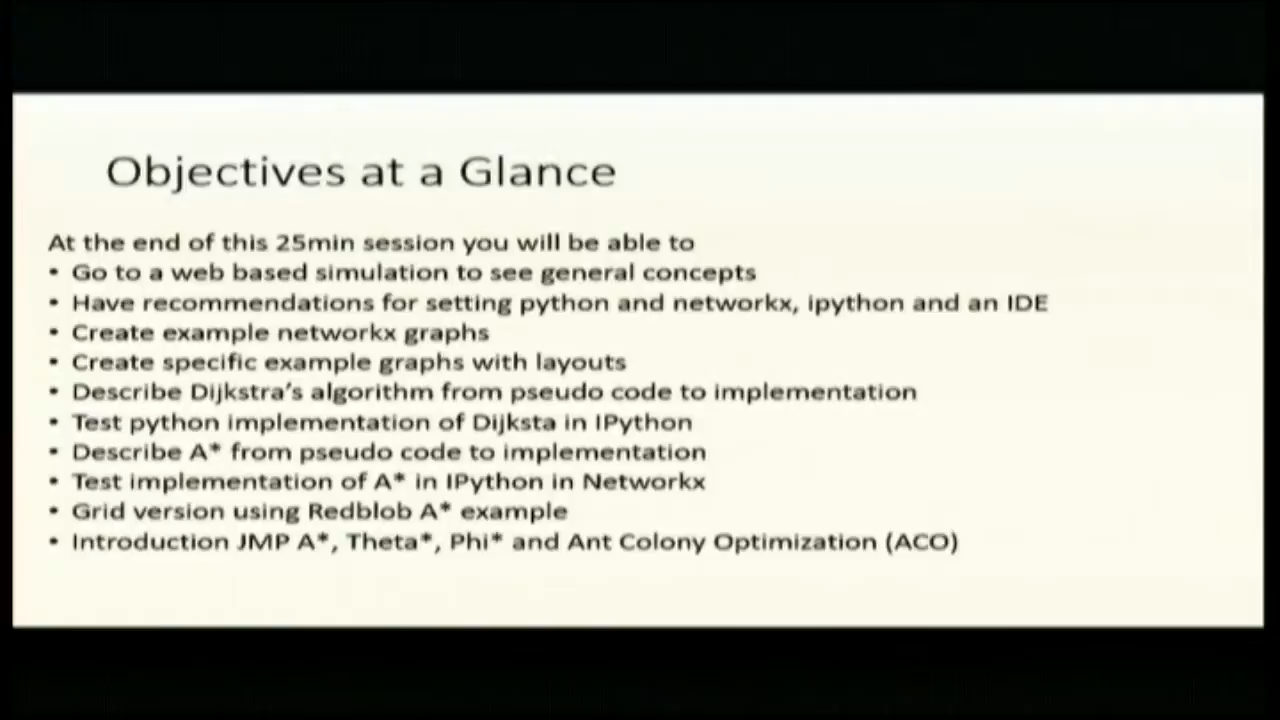 Objectives at a Glance
At the end of this 25min session you will be able to
• Go to a web based simulation to see general concepts
• Have recommendations for setting python and networkx, ipython and an IDE
• Create example networkx graphs
• Create specific example graphs with layouts
• Describe Dijkstra's algorithm from pseudo code to implementation
• Test python implementation of Dijksta in IPython
• Describe A* from pseudo code to implementation
• Test implementation of A* in IPython in Networkx
• Grid version using Redblob A* example
• Introduction JMP A*, Theta*, Phi* and Ant Colony Optimization (ACO)